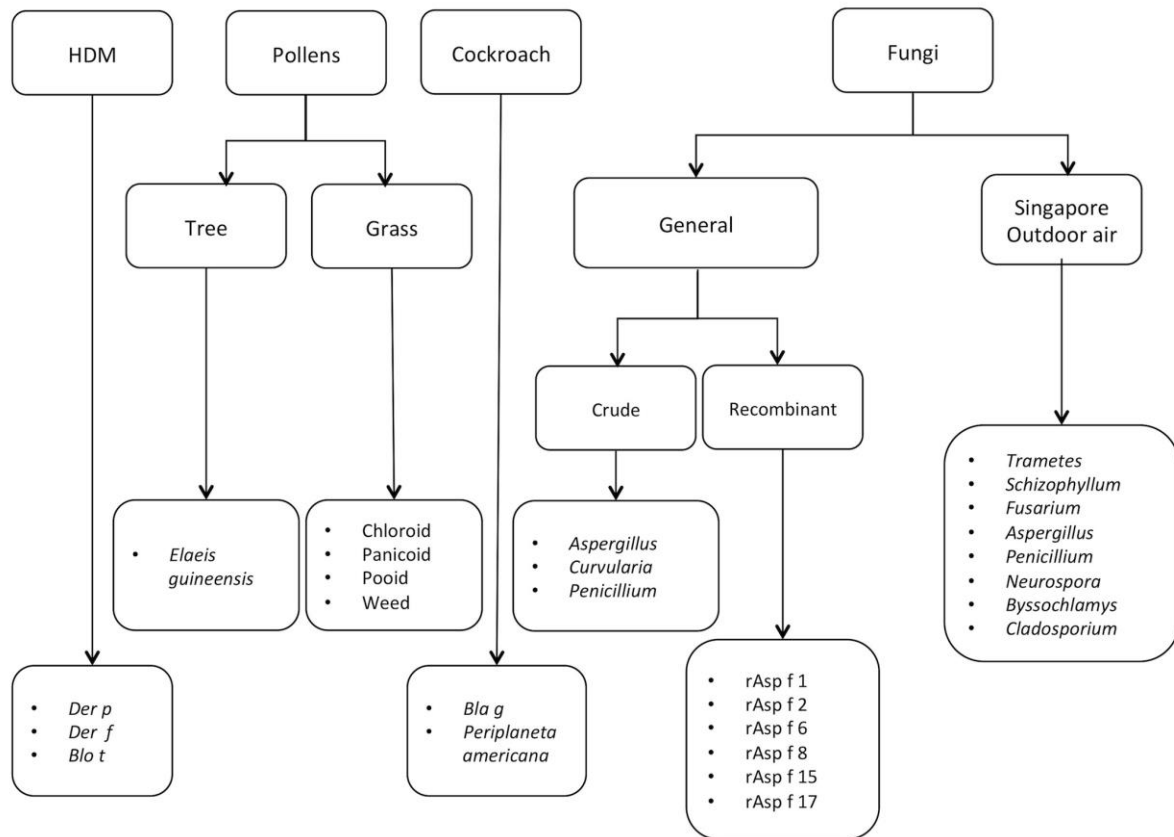 HDM
Pollens
Cockroach
Fungi
Tree
Grass
General
Singapore
Outdoor air
Crude
Recombinant
• Elaeis
guineensis
• Chloroid
• Panicoid
• Pooid
• Weed
• Aspergillus
• Curvularia
• Penicillium
• Trametes
• Schizophyllum
• Fusarium
• Aspergillus
• Penicillium
• Neurospora
• Byssochlamys
• Cladosporium
• Der p
• Der f
• Blo t
• Bla g
• Periplaneta
americana
• rAsp f 1
• rAsp f 2
• rAsp f 6
• rAsp f 8
• rAsp f 15
• rAsp f 17